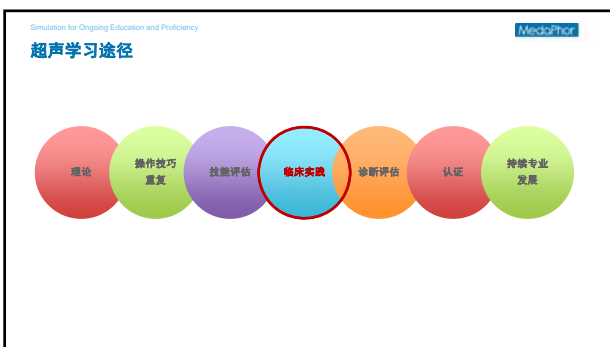 Simulation for Ongoing Education and Proficiency
MedaPhor
超声学习途径
理论
操作技巧
重复
技能评估
临床实践
诊断评估
认证
持续专业
发展